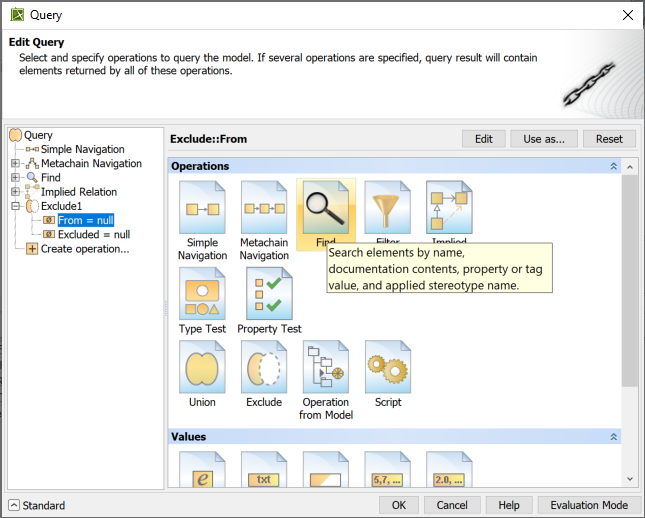 Query
Edit Query
Select and specify operations to query the model. If several operations are specified, query result will contain
elements returned by all of these operations.
Query
Simple Navigation
Metachain Navigation
Find
Implied Relation
Exclude1
From = null
Excluded = null
Create operation...
Exclude::From
Edit
Use as...
Reset
Operations
Simple
Navigation
Metachain
Navigation
Find
Filter
Implied
Search elements by name,
documentation contents, property or tag
value, and applied stereotype name.
Type Test
Property Test
Union
Exclude
Operation
from Model
Script
Values
e
txt
5,7, ...
2.0, ...
Standard
OK
Cancel
Help
Evaluation Mode